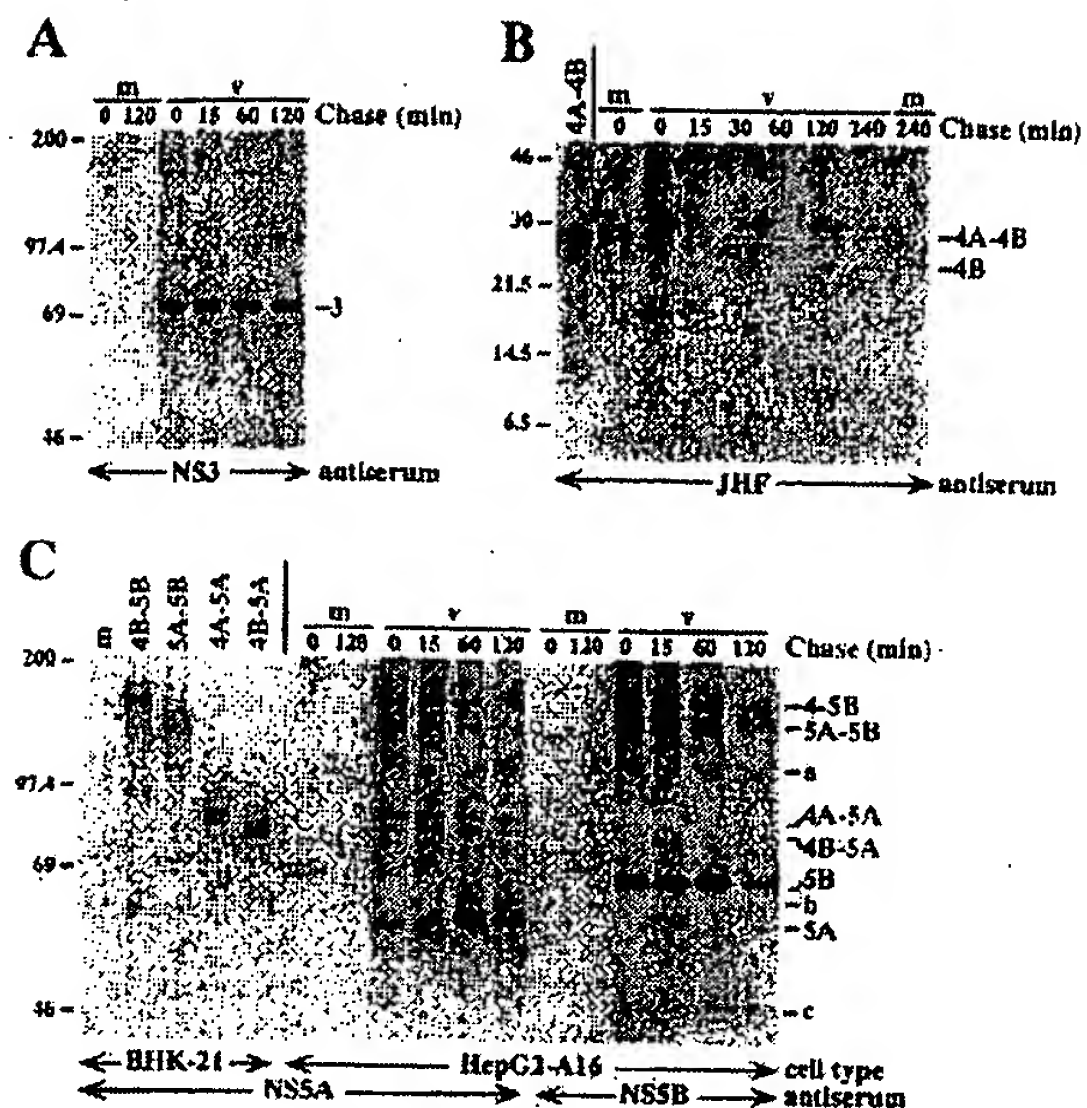 A
m v
0 120 0 15 60 120 Chase (min)
200
97.4
69
46
3
NS3 antiserum
B
4A-4B
m v m
0 0 15 30 60 120 240 240 Chase (min)
46
30
21.5
14.5
6.5
4A-4B
4B
JHF antiserum
C
m 4B-5B 5A-5B 4A-5A 4B-5A
m v m v
0 120 0 15 60 120 0 120 0 15 60 120 Chase (min)
200
97.4
69
46
4-5B
5A-5B
a
4A-5A
4B-5A
5B
b
5A
c
BHK-21 HepG2-A16 cell type
NS5A NS5B antiserum